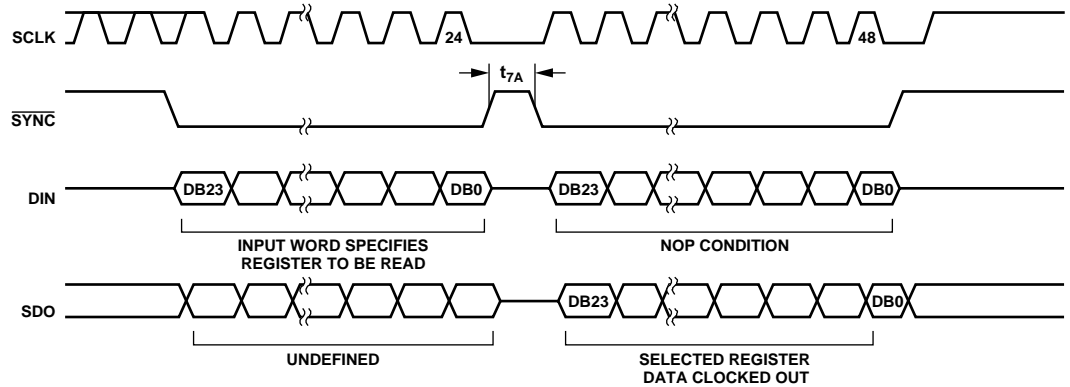 SCLK
24
48
t7A
SYNC
DIN
DB23
DB0
DB23
DB0
INPUT WORD SPECIFIES
REGISTER TO BE READ
NOP CONDITION
SDO
DB23
DB0
UNDEFINED
SELECTED REGISTER
DATA CLOCKED OUT